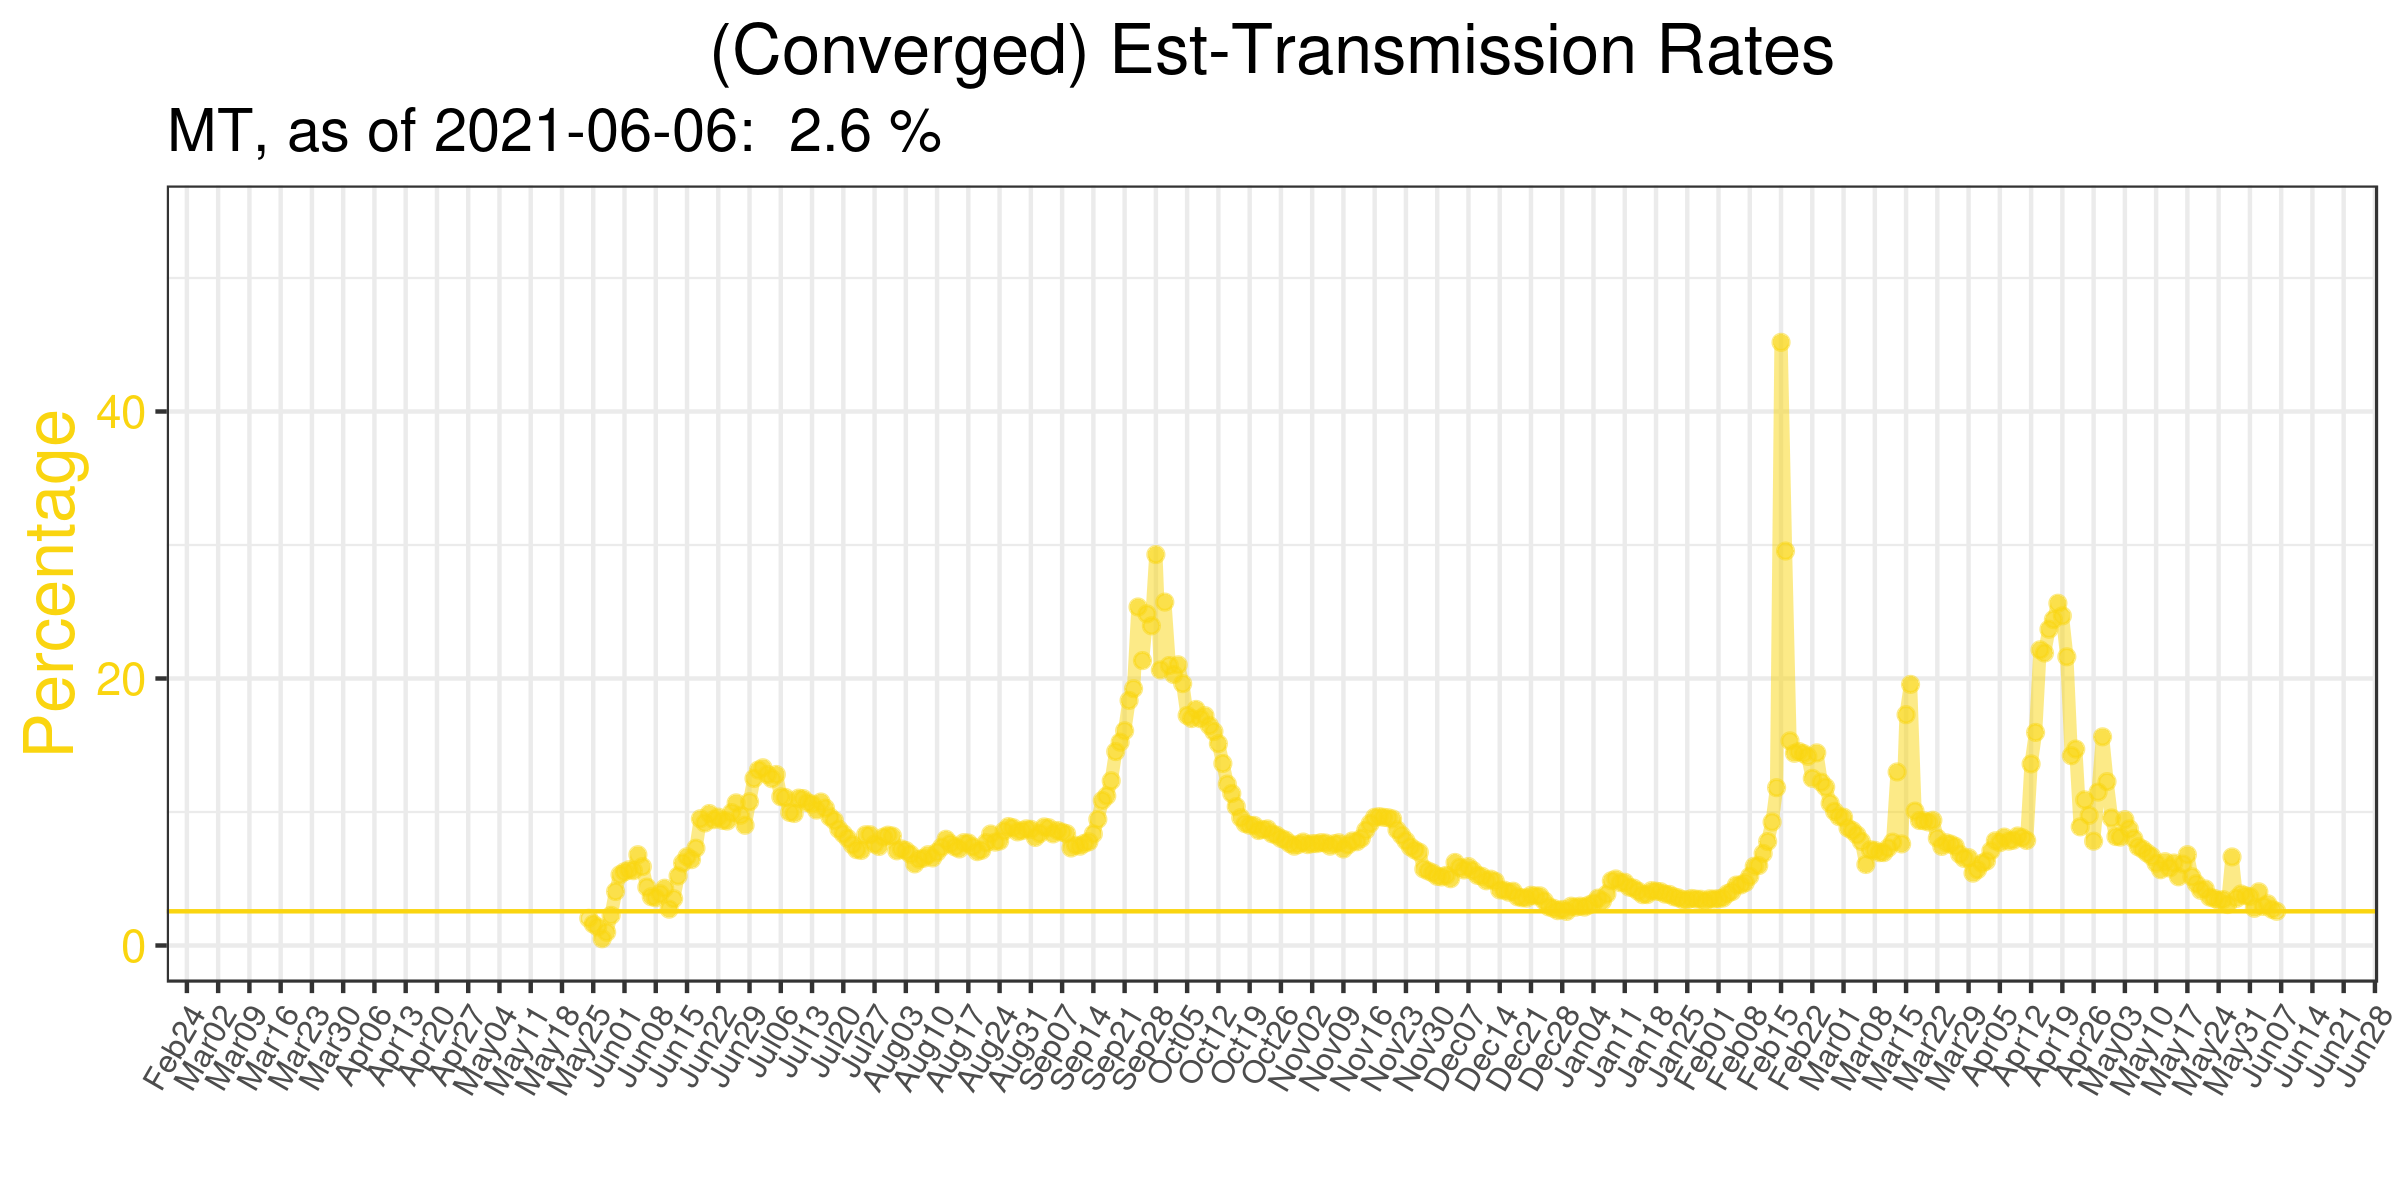 (Converged) Est-Transmission Rates
MT, as of 2021-06-06:  2.6 %
Percentage
40
20
0
Feb24
Mar02
Mar09
Mar16
Mar23
Mar30
Apr06
Apr13
Apr20
Apr27
May04
May11
May18
May25
Jun01
Jun08
Jun15
Jun22
Jun29
Jul06
Jul13
Jul20
Jul27
Aug03
Aug10
Aug17
Aug24
Aug31
Sep07
Sep14
Sep21
Sep28
Oct05
Oct12
Oct19
Oct26
Nov02
Nov09
Nov16
Nov23
Nov30
Dec07
Dec14
Dec21
Dec28
Jan04
Jan11
Jan18
Jan25
Feb01
Feb08
Feb15
Feb22
Mar01
Mar08
Mar15
Mar22
Mar29
Apr05
Apr12
Apr19
Apr26
May03
May10
May17
May24
May31
Jun07
Jun14
Jun21
Jun28